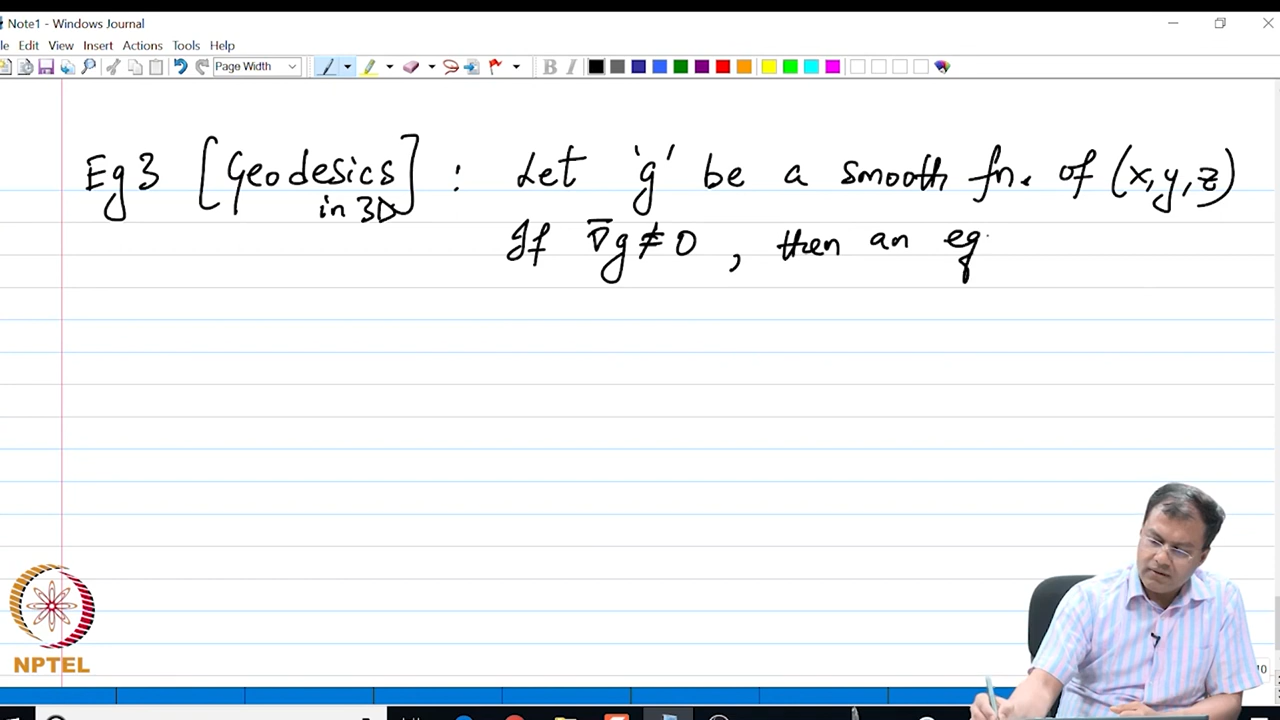 Note1 - Windows Journal
le Edit View Insert Actions Tools Help
Page Width
B I
Eg 3 [Geodesics in 3D] : Let 'g' be a smooth fn. of (x, y, z)
If ∇̄g ≠ 0 , then an eq
NPTEL
10